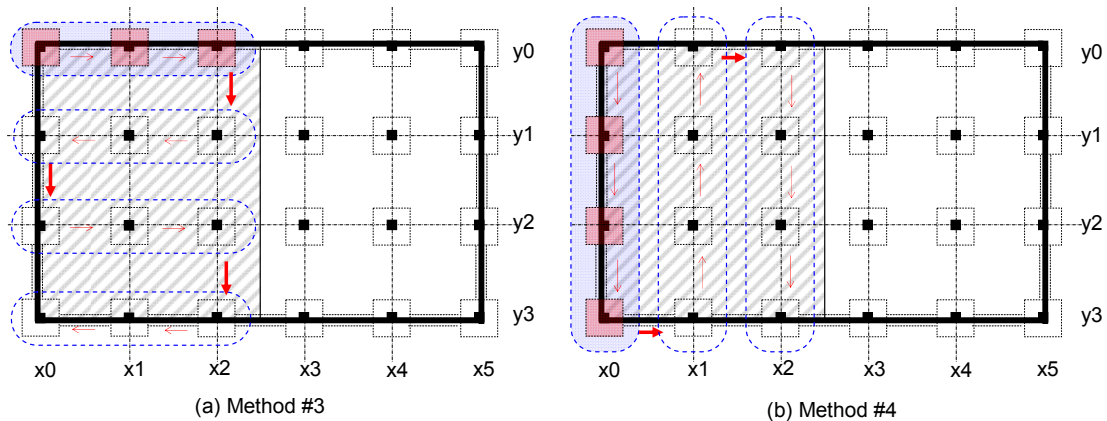 y0 y0
y1 y1
y2 y2
y3 y3
x0 x1 x2 x3 x4 x5 x0 x1 x2 x3 x4 x5
(a) Method #3 (b) Method #4